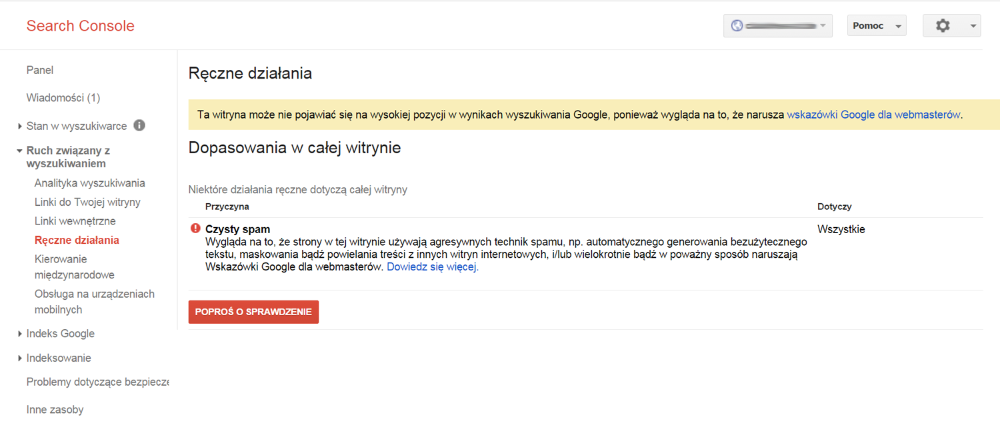 Search Console
Pomoc
Panel
Wiadomości (1)
Stan w wyszukiwarce
Ruch związany z
wyszukiwaniem
Analityka wyszukiwania
Linki do Twojej witryny
Linki wewnętrzne
Ręczne działania
Kierowanie
międzynarodowe
Obsługa na urządzeniach
mobilnych
Indeks Google
Indeksowanie
Problemy dotyczące bezpiecze
Inne zasoby
Ręczne działania
Ta witryna może nie pojawiać się na wysokiej pozycji w wynikach wyszukiwania Google, ponieważ wygląda na to, że narusza wskazówki Google dla webmasterów.
Dopasowania w całej witrynie
Niektóre działania ręczne dotyczą całej witryny
Przyczyna Dotyczy
Czysty spam Wszystkie
Wygląda na to, że strony w tej witrynie używają agresywnych technik spamu, np. automatycznego generowania bezużytecznego
tekstu, maskowania bądź powielania treści z innych witryn internetowych, i/lub wielokrotnie bądź w poważny sposób naruszają
Wskazówki Google dla webmasterów. Dowiedz się więcej.
POPROŚ O SPRAWDZENIE